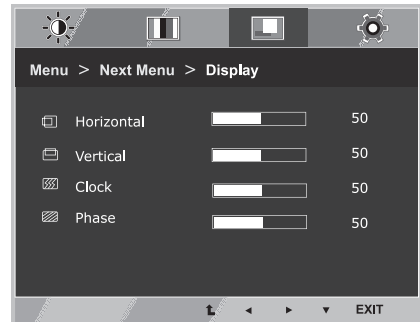 Menu > Next Menu > Display
Horizontal 50
Vertical 50
Clock 50
Phase 50
EXIT